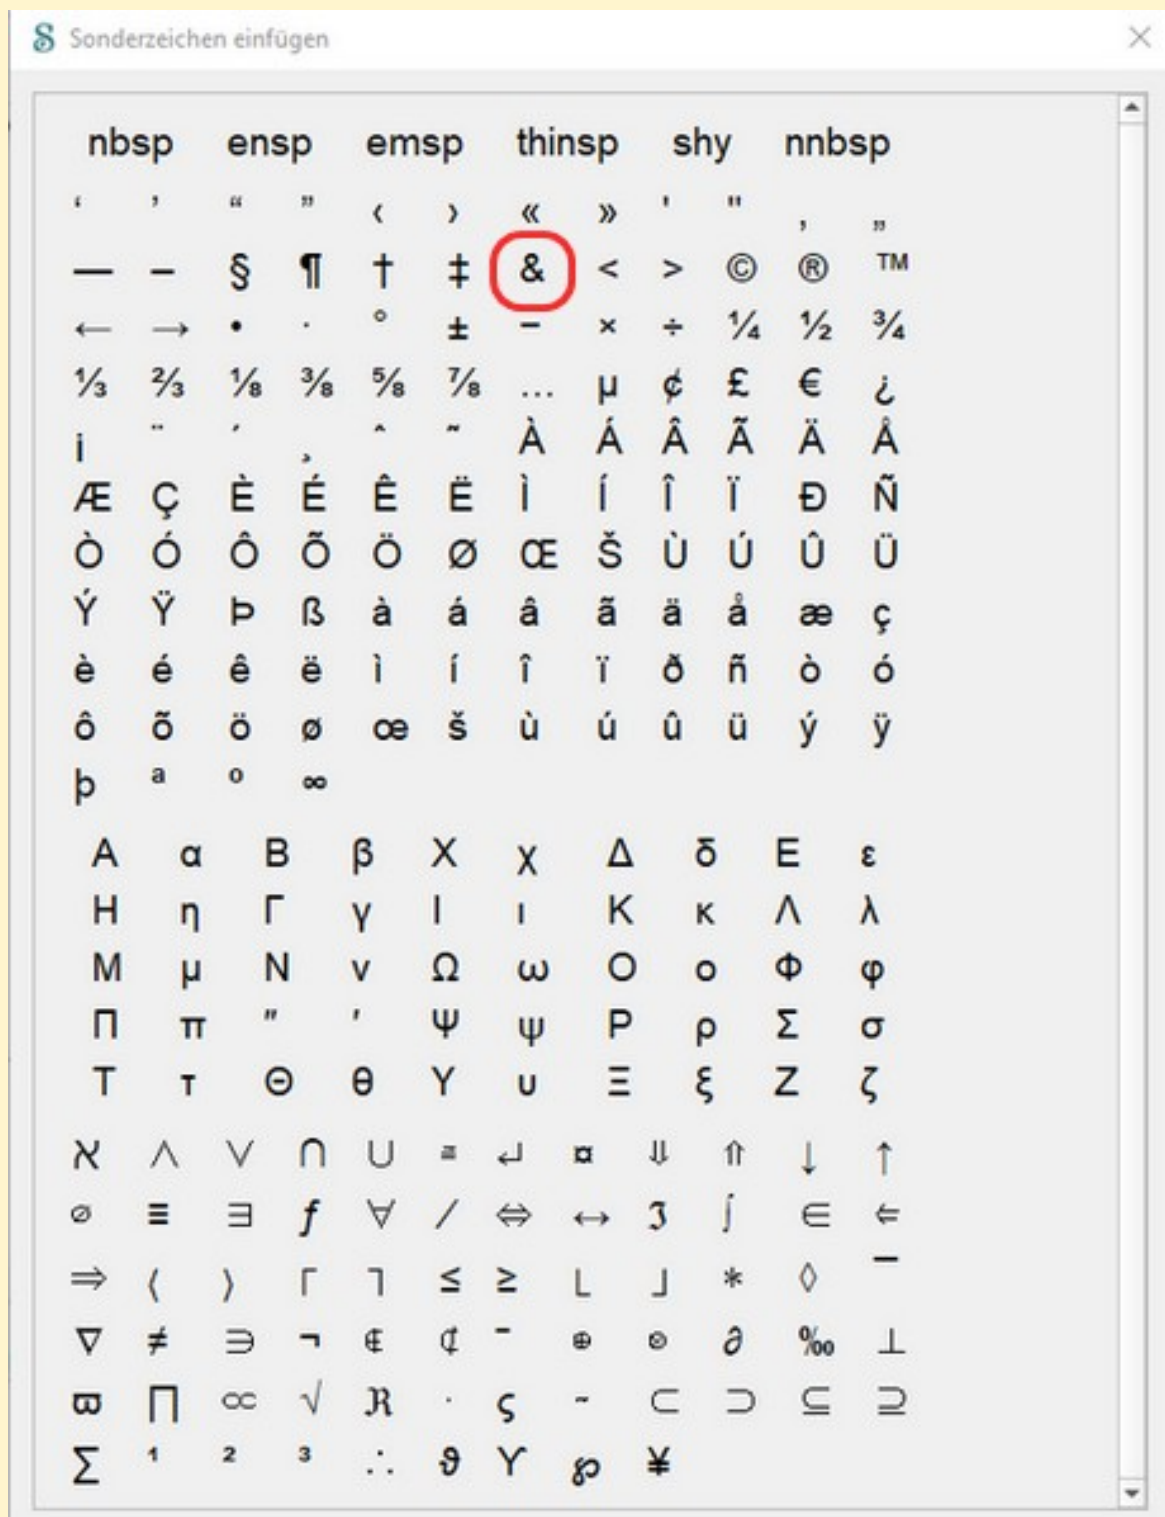 Sonderzeichen einfügen
nbsp ensp emsp thinsp shy nnbsp
‘ ’ “ ” ‹ › « » ' " ‚ „
— – § ¶ † ‡ & < > © ® ™
← → • · ° ± − × ÷ ¼ ½ ¾
⅓ ⅔ ⅛ ⅜ ⅝ ⅞ … µ ¢ £ € ¿
¡ ¨ ´ ¸ ˆ ˜ À Á Â Ã Ä Å
Æ Ç È É Ê Ë Ì Í Î Ï Ð Ñ
Ò Ó Ô Õ Ö Ø Œ Š Ù Ú Û Ü
Ý Ÿ Þ ß à á â ã ä å æ ç
è é ê ë ì í î ï ð ñ ò ó
ô õ ö ø œ š ù ú û ü ý ÿ
þ ª º ∞
Α α Β β Χ χ Δ δ Ε ε
Η η Γ γ Ι ι Κ κ Λ λ
Μ μ Ν ν Ω ω Ο ο Φ φ
Π π ″ ′ Ψ ψ Ρ ρ Σ σ
Τ τ Θ θ Υ υ Ξ ξ Ζ ζ
ℵ ∧ ∨ ∩ ∪ ≅ ↵ ¤ ⇓ ⇑ ↓ ↑
∅ ≡ ∃ ƒ ∀ ⁄ ⇔ ↔ ℑ ∫ ∈ ⇐
⇒ ⟨ ⟩ ⌈ ⌉ ≤ ≥ ⌊ ⌋ ∗ ◊ ¯
∇ ≠ ∋ ¬ ∉ ⊄ ‾ ⊕ ⊗ ∂ ‰ ⊥
ϖ ∏ ∝ √ ℜ ⋅ ς ∼ ⊂ ⊃ ⊆ ⊇
∑ ¹ ² ³ ∴ ϑ ϒ ℘ ¥